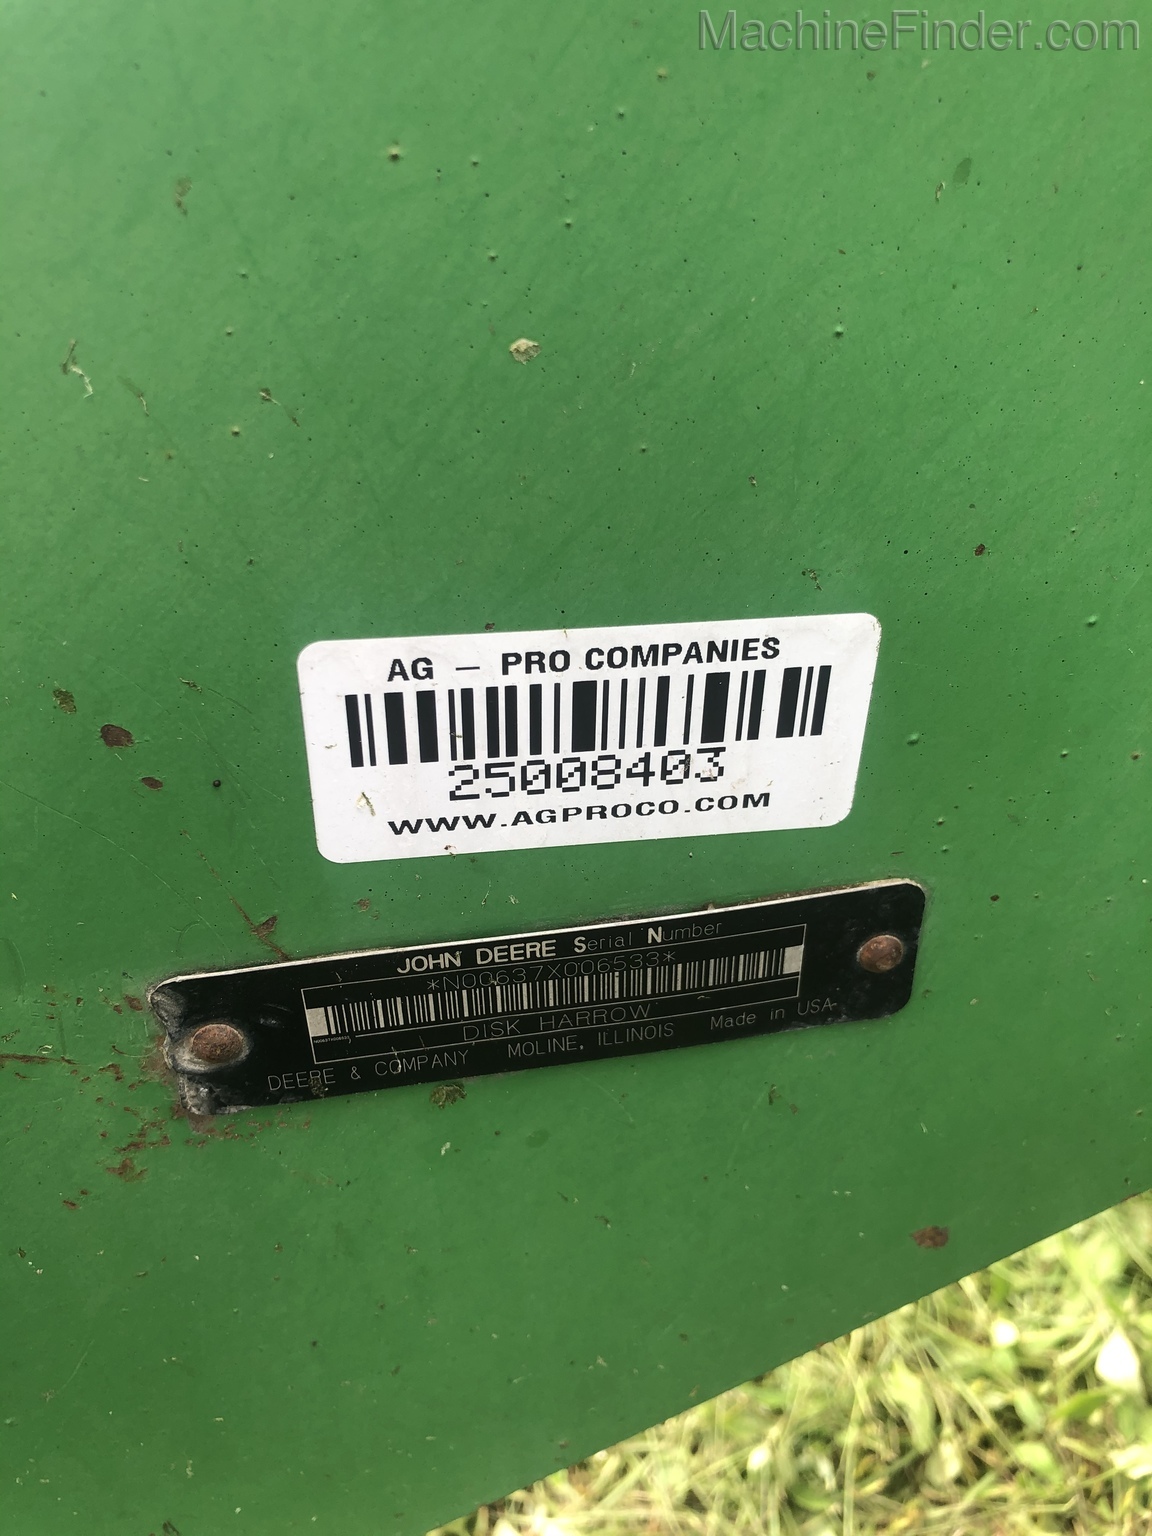 MachineFinder.com
AG - PRO COMPANIES
25008403
WWW.AGPROCO.COM
JOHN DEERE Serial Number
*N00637X006533*
DISK HARROW
DEERE & COMPANY MOLINE, ILLINOIS Made in USA